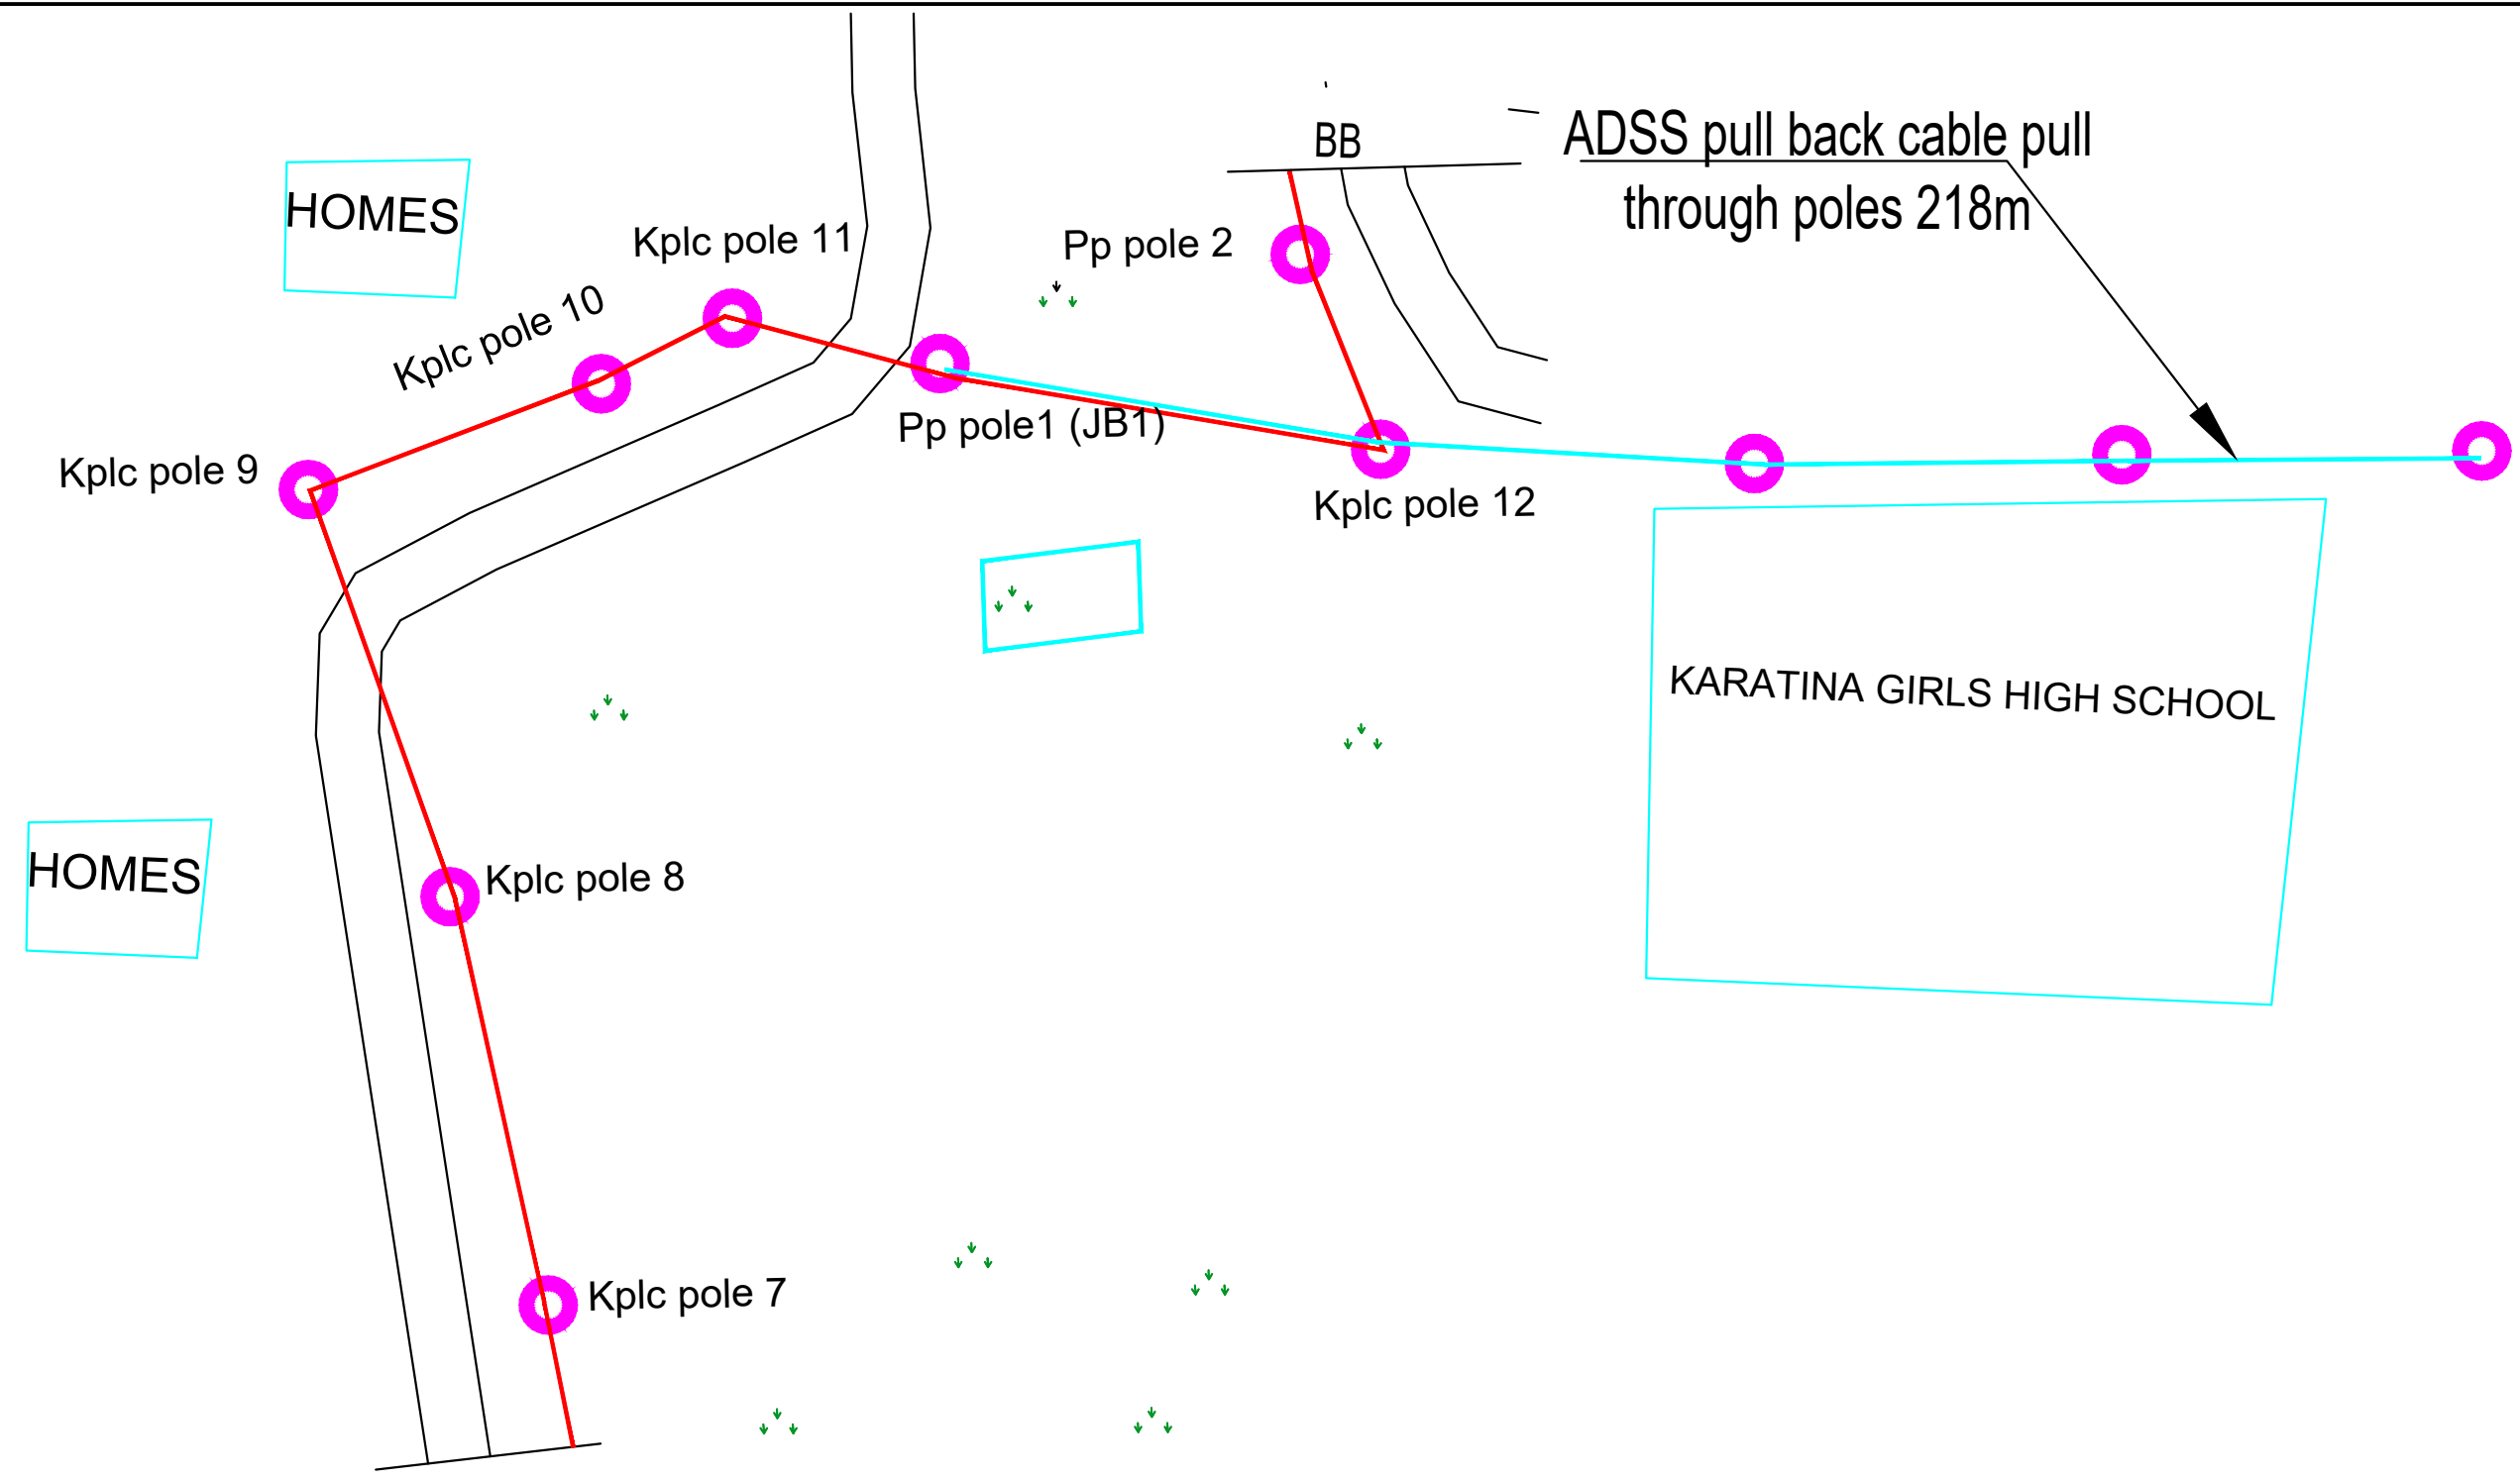 BB
ADSS pull back cable pull
through poles 218m
HOMES
Kplc pole 11
Pp pole 2
Kplc pole 10
Pp pole1 (JB1)
Kplc pole 9
Kplc pole 12
KARATINA GIRLS HIGH SCHOOL
HOMES
Kplc pole 8
Kplc pole 7